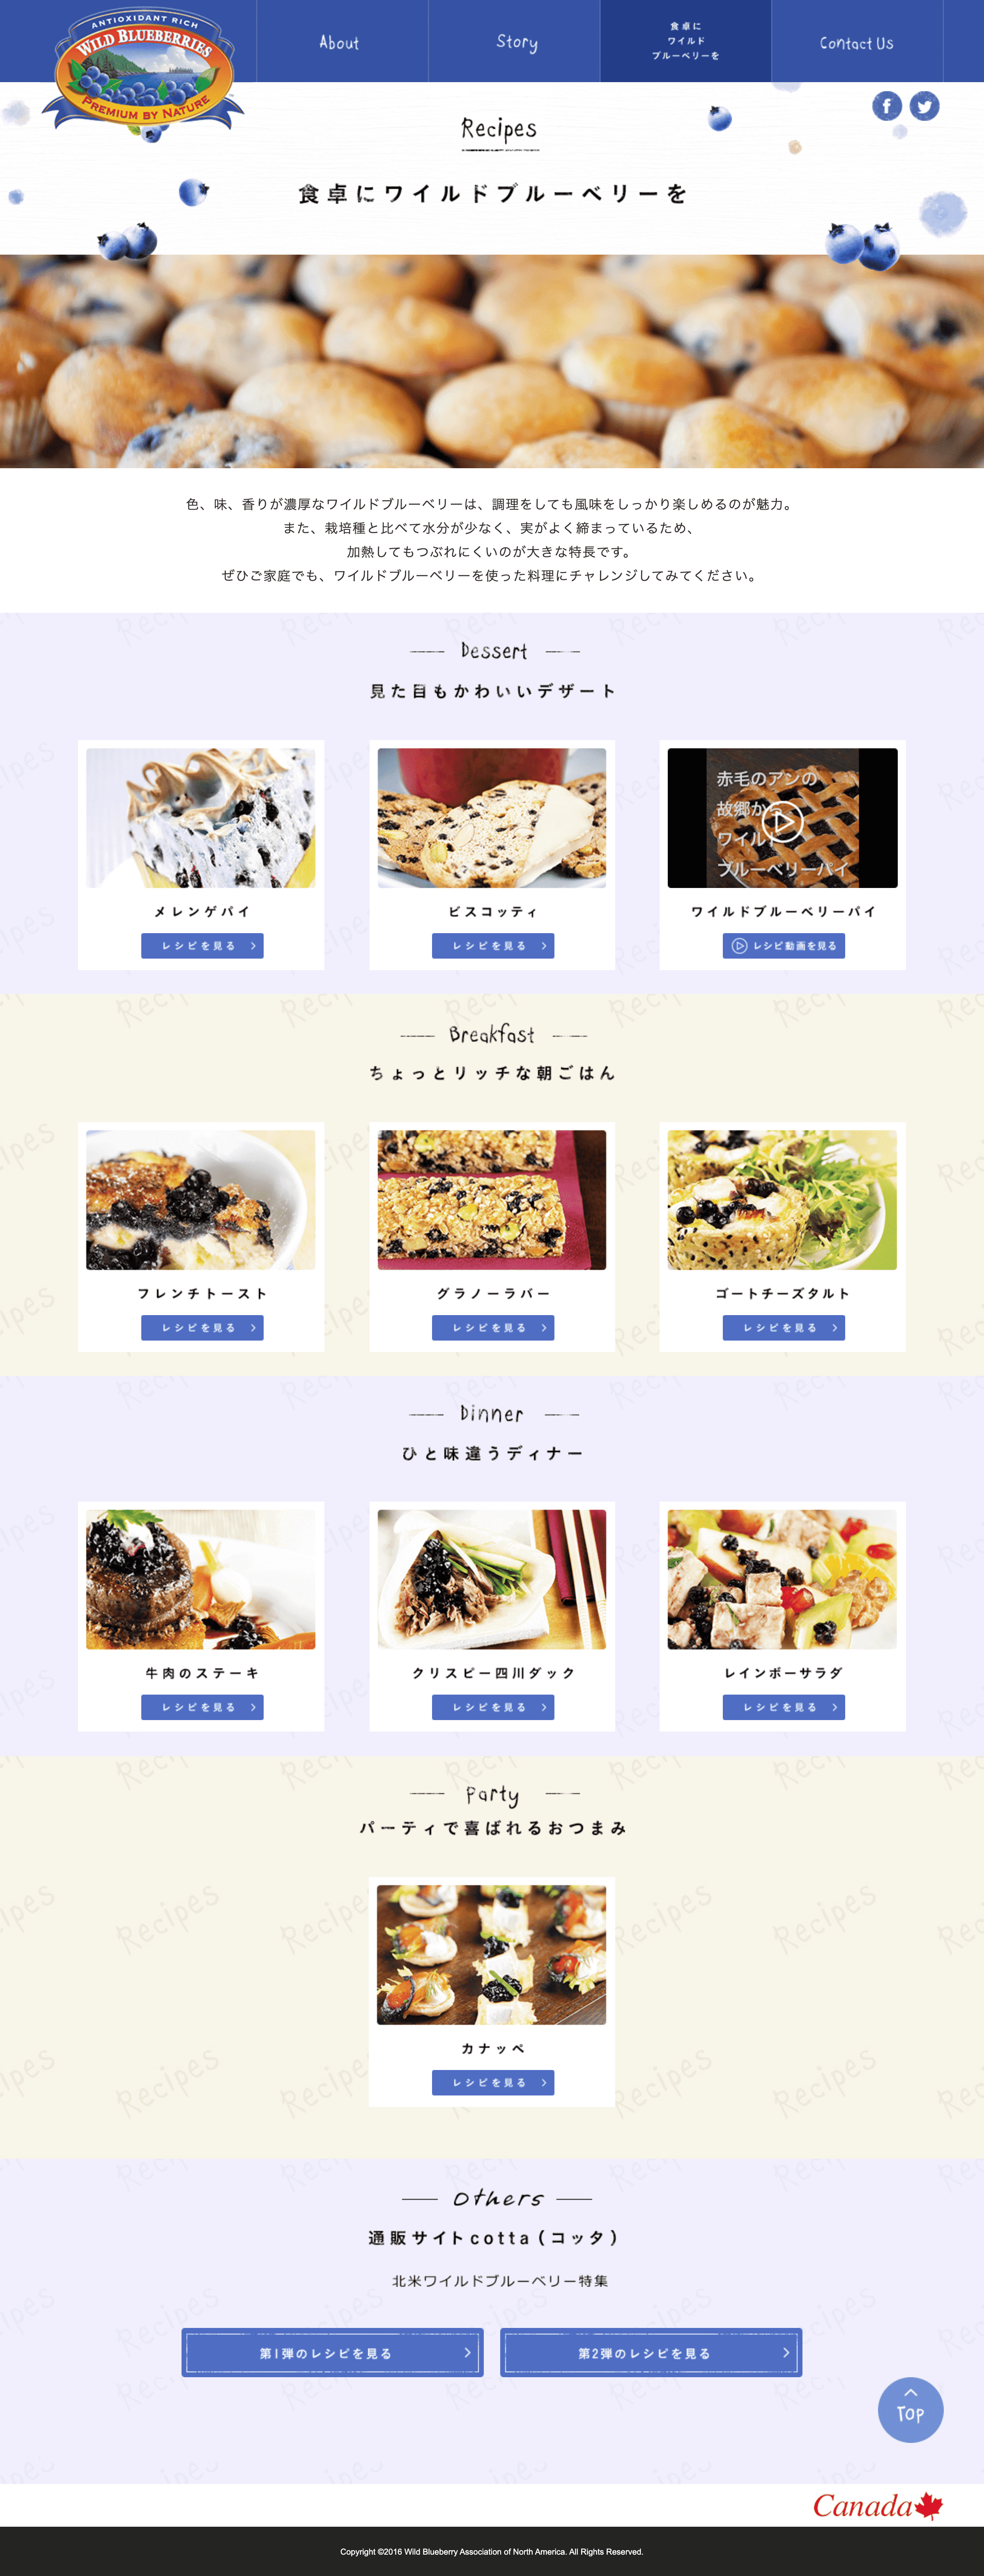 ANTIOXIDANT RICH
WILD BLUEBERRIES
PREMIUM BY NATURE
About
Story
食卓に
ワイルド
ブルーベリーを
Contact Us
Recipes
食卓にワイルドブルーベリーを
色、味、香りが濃厚なワイルドブルーベリーは、調理をしても風味をしっかり楽しめるのが魅力。
また、栽培種と比べて水分が少なく、実がよく締まっているため、
加熱してもつぶれにくいのが大きな特長です。
ぜひご家庭でも、ワイルドブルーベリーを使った料理にチャレンジしてみてください。
Dessert
見た目もかわいいデザート
赤毛のアンの
故郷から
ワイルド
ブルーベリーパイ
メレンゲパイ
ビスコッティ
ワイルドブルーベリーパイ
レシピを見る
レシピを見る
レシピ動画を見る
Breakfast
ちょっとリッチな朝ごはん
フレンチトースト
グラノーラバー
ゴートチーズタルト
レシピを見る
レシピを見る
レシピを見る
Dinner
ひと味違うディナー
牛肉のステーキ
クリスピー四川ダック
レインボーサラダ
レシピを見る
レシピを見る
レシピを見る
Party
パーティで喜ばれるおつまみ
カナッペ
レシピを見る
Others
通販サイトcotta(コッタ)
北米ワイルドブルーベリー特集
第1弾のレシピを見る
第2弾のレシピを見る
TOP
Canada
Copyright ©2016 Wild Blueberry Association of North America. All Rights Reserved.